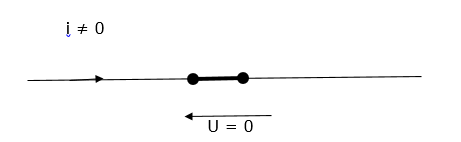 i ≠ 0
U = 0